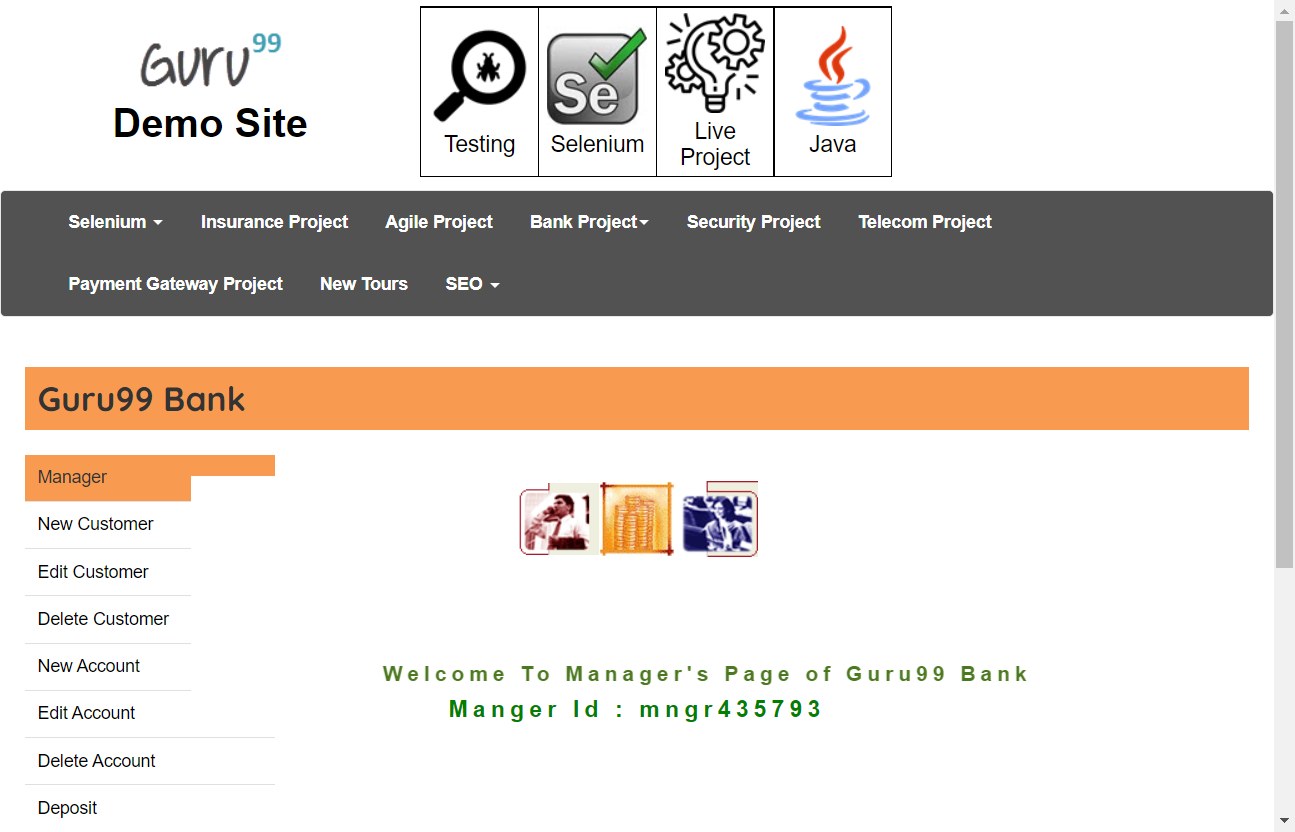 Guru99
Demo Site
Testing
Selenium
Live
Project
Java
Selenium
Insurance Project
Agile Project
Bank Project
Security Project
Telecom Project
Payment Gateway Project
New Tours
SEO
Guru99 Bank
Manager
New Customer
Edit Customer
Delete Customer
New Account
Edit Account
Delete Account
Deposit
Welcome To Manager's Page of Guru99 Bank
Manger Id : mngr435793